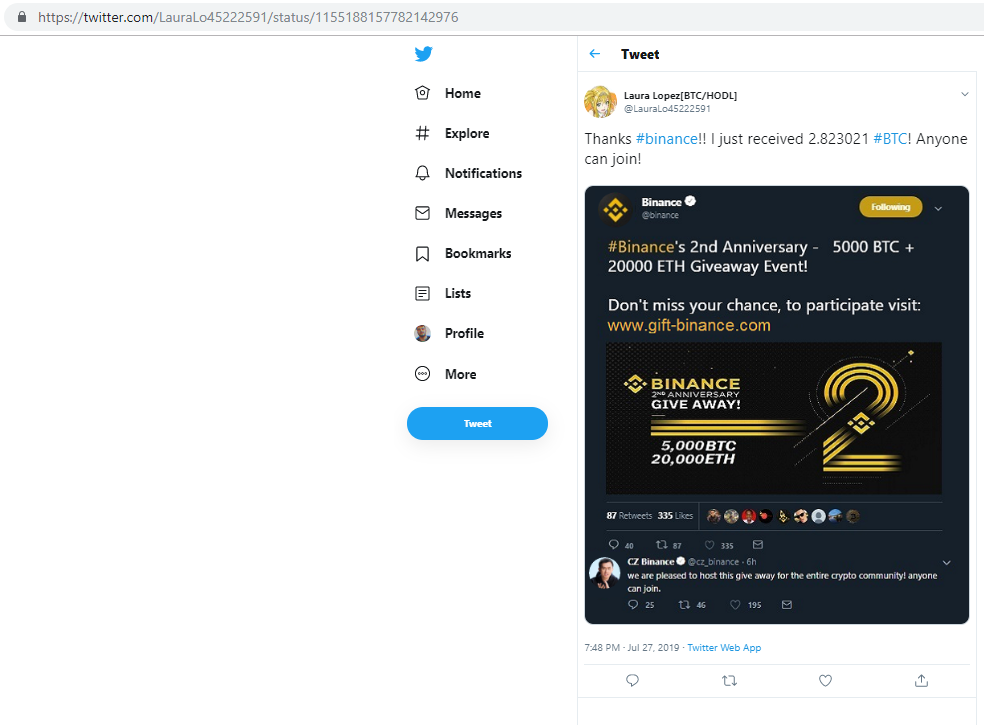 https://twitter.com/LauraLo45222591/status/1155188157782142976
Home
Explore
Notifications
Messages
Bookmarks
Lists
Profile
More
Tweet
Tweet
Laura Lopez[BTC/HODL]
@LauraLo45222591
Thanks #binance!! I just received 2.823021 #BTC! Anyone
can join!
Binance
@binance
Following
#Binance's 2nd Anniversary - 5000 BTC +
20000 ETH Giveaway Event!
Don't miss your chance, to participate visit:
www.gift-binance.com
BINANCE
2ND ANNIVERSARY
GIVE AWAY!
5,000BTC
20,000ETH
2
87 Retweets 335 Likes
40 87 335
CZ Binance @cz_binance · 6h
we are pleased to host this give away for the entire crypto community! anyone
can join.
25 46 195
7:48 PM · Jul 27, 2019 · Twitter Web App